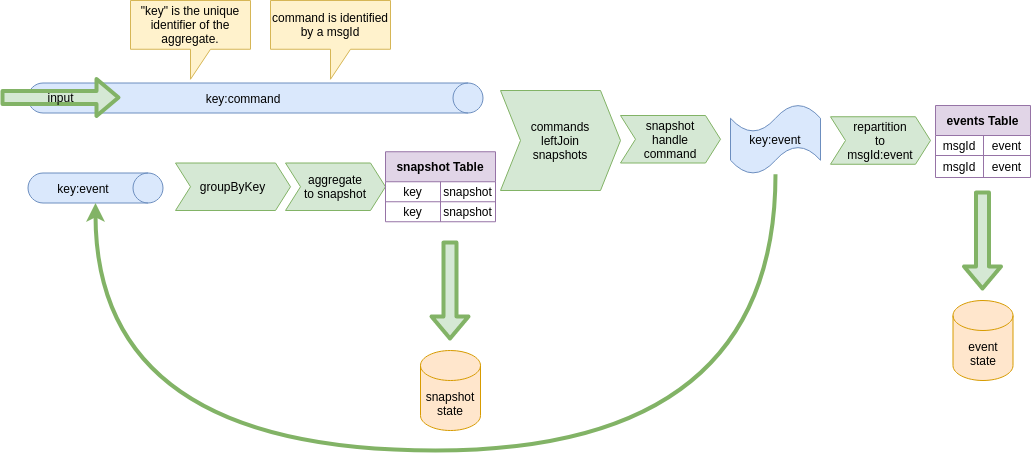 "key" is the unique
identifier of the
aggregate.
command is identified
by a msgId
input
key:command
commands
leftJoin
snapshots
snapshot
handle
command
key:event
repartition
to
msgId:event
events Table
msgId event
msgId event
key:event
groupByKey
aggregate
to snapshot
snapshot Table
key snapshot
key snapshot
snapshot
state
event
state